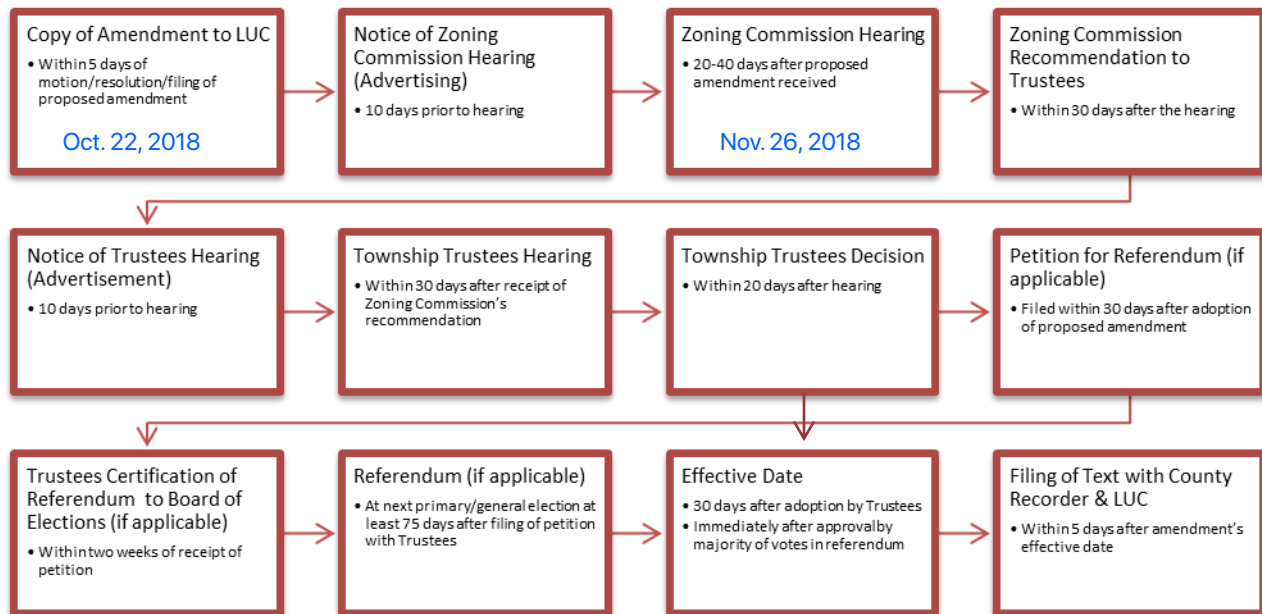 Copy of Amendment to LUC
• Within 5 days of
motion/resolution/filing of
proposed amendment
Oct. 22, 2018
Notice of Zoning
Commission Hearing
(Advertising)
• 10 days prior to hearing
Zoning Commission Hearing
• 20-40 days after proposed
amendment received
Nov. 26, 2018
Zoning Commission
Recommendation to
Trustees
• Within 30 days after the hearing
Notice of Trustees Hearing
(Advertisement)
• 10 days prior to hearing
Township Trustees Hearing
• Within 30 days after receipt of
Zoning Commission's
recommendation
Township Trustees Decision
• Within 20 days after hearing
Petition for Referendum (if
applicable)
• Filed within 30 days after adoption
of proposed amendment
Trustees Certification of
Referendum to Board of
Elections (if applicable)
• Within two weeks of receipt of
petition
Referendum (if applicable)
• At next primary/general election at
least 75 days after filing of petition
with Trustees
Effective Date
• 30 days after adoption by Trustees
• Immediately after approval by
majority of votes in referendum
Filing of Text with County
Recorder & LUC
• Within 5 days after amendment's
effective date